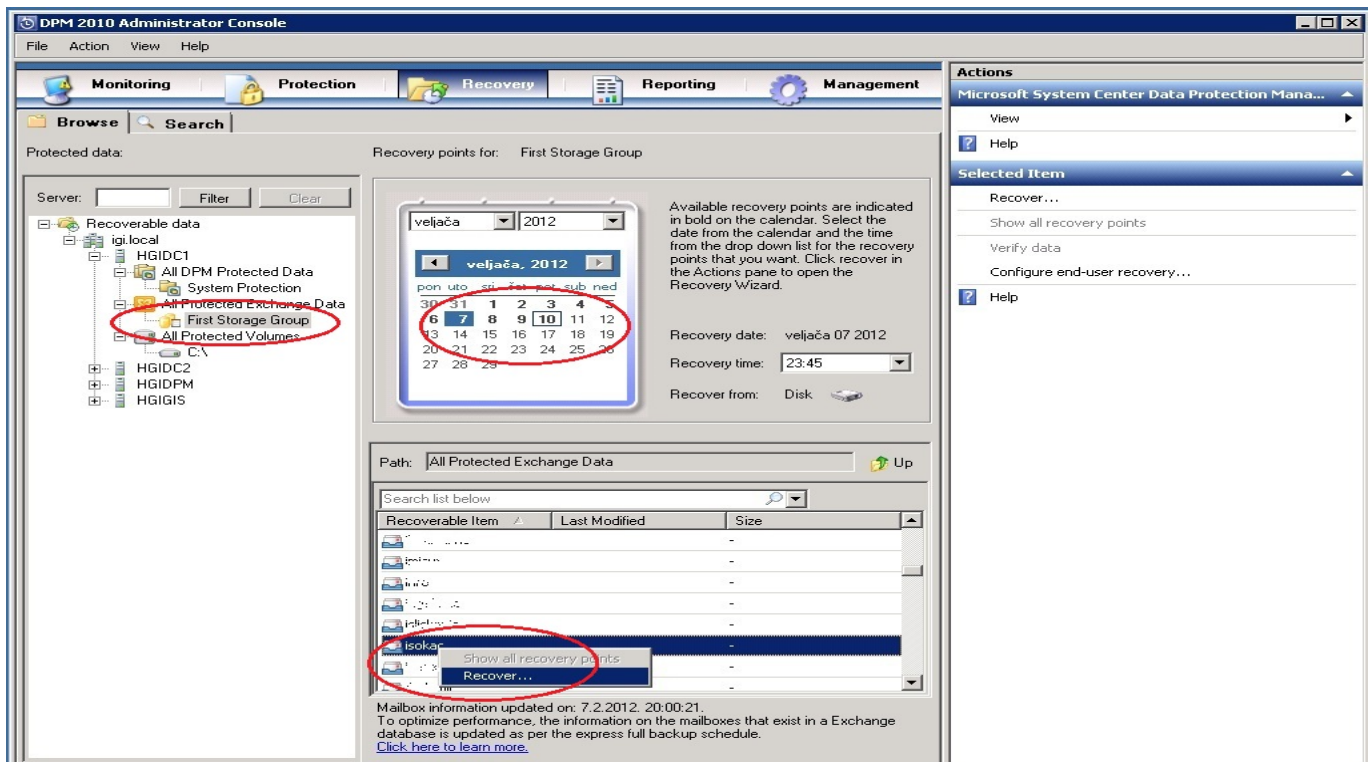 DPM 2010 Administrator Console
File Action View Help
Monitoring Protection Recovery Reporting Management
Browse Search
Protected data:
Server: Filter Clear
Recoverable data
igi.local
HGIDC1
All DPM Protected Data
System Protection
All Protected Exchange Data
First Storage Group
All Protected Volumes
C:\
HGIDC2
HGIDPM
HGIGIS
Recovery points for: First Storage Group
veljača 2012
veljača, 2012
pon uto sri čet pet sub ned
30 31 1 2 3 4 5
6 7 8 9 10 11 12
13 14 15 16 17 18 19
20 21 22 23 24 25 26
27 28 29
Available recovery points are indicated
in bold on the calendar. Select the
date from the calendar and the time
from the drop down list for the recovery
points that you want. Click recover in
the Actions pane to open the
Recovery Wizard.
Recovery date: veljača 07 2012
Recovery time: 23:45
Recover from: Disk
Path: All Protected Exchange Data Up
Search list below
Recoverable Item Last Modified Size
-
-
-
-
-
isokac -
-
-
Show all recovery points
Recover...
Mailbox information updated on: 7.2.2012. 20:00:21.
To optimize performance, the information on the mailboxes that exist in a Exchange
database is updated as per the express full backup schedule.
Click here to learn more.
Actions
Microsoft System Center Data Protection Mana...
View
Help
Selected Item
Recover...
Show all recovery points
Verify data
Configure end-user recovery...
Help